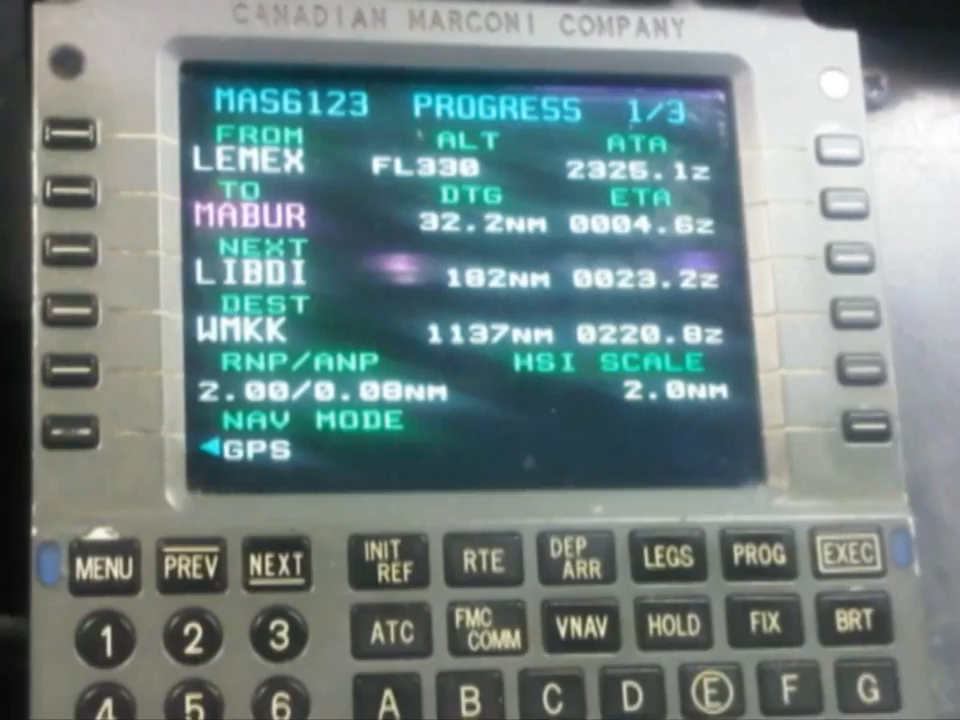 CANADIAN MARCONI COMPANY
MAS6123 PROGRESS 1/3
FROM ALT ATA
LEMEX FL330 2325.1z
TO DTG ETA
MABUR 32.2NM 0004.6z
NEXT
LIBDI 182NM 0023.2z
DEST
WMKK 1137NM 0220.8z
RNP/ANP HSI SCALE
2.00/0.08NM 2.0NM
NAV MODE
◄GPS
MENU PREV NEXT INIT REF RTE DEP ARR LEGS PROG EXEC
1 2 3 ATC FMC COMM VNAV HOLD FIX BRT
4 5 6 A B C D E F G